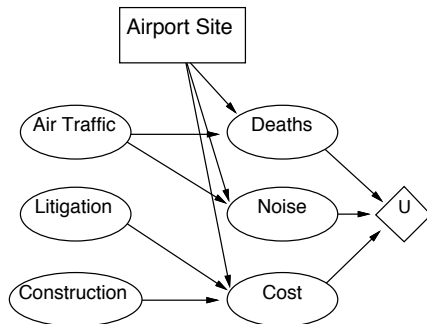 Airport Site
Air Traffic
Deaths
Litigation
Noise
U
Construction
Cost